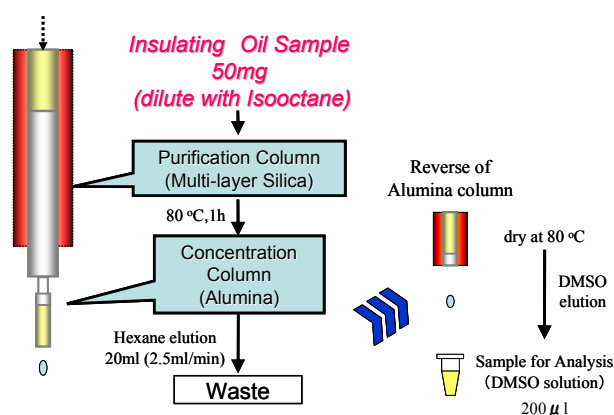 Insulating Oil Sample
50mg
(dilute with Isooctane)
Purification Column
(Multi-layer Silica)
80 ºC,1h
Concentration
Column
(Alumina)
Hexane elution
20ml (2.5ml/min)
Waste
Reverse of
Alumina column
dry at 80 ºC
DMSO
elution
Sample for Analysis
(DMSO solution)
200μl